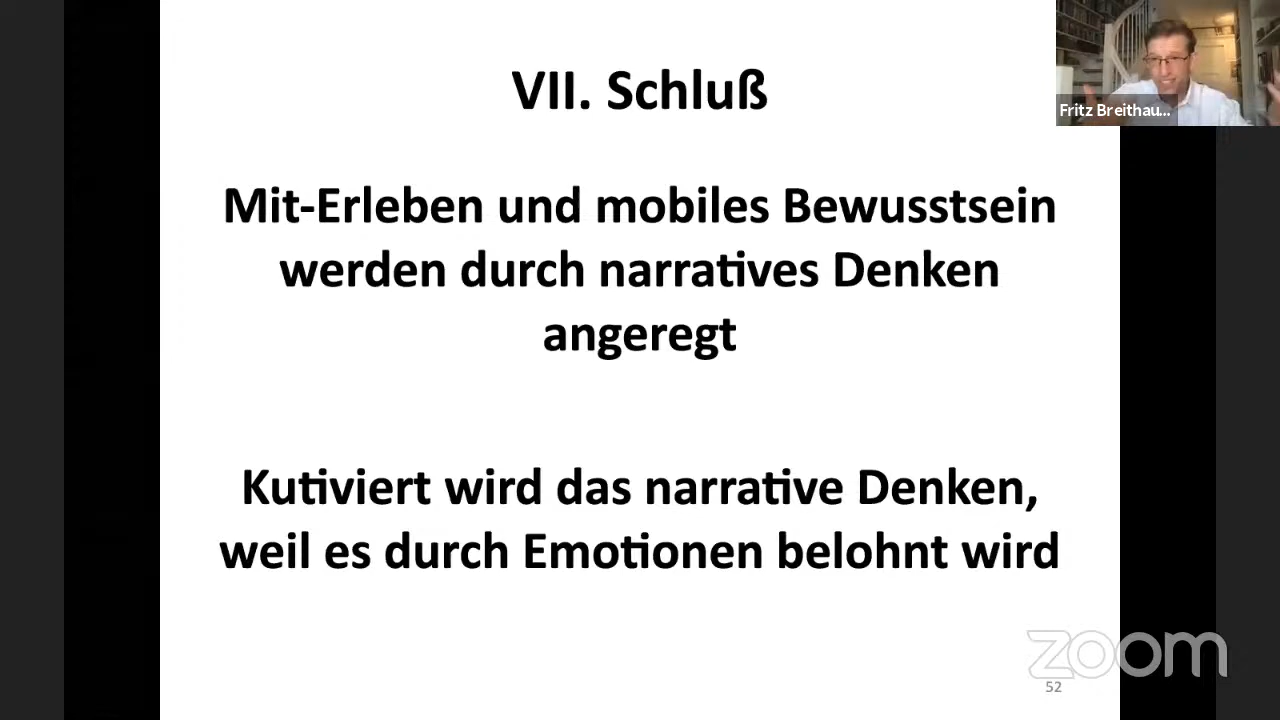 VII. Schluß
Fritz Breithau...
Mit-Erleben und mobiles Bewusstsein
werden durch narratives Denken
angeregt
Kutiviert wird das narrative Denken,
weil es durch Emotionen belohnt wird
zoom
52